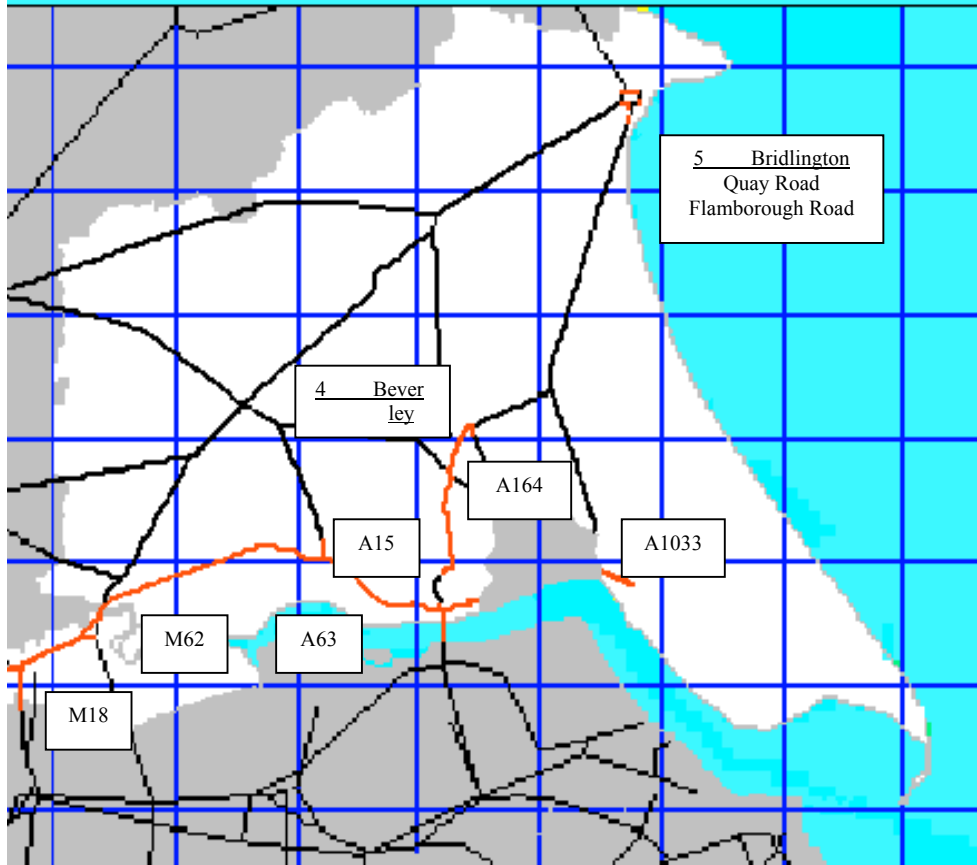 5 Bridlington
Quay Road
Flamborough Road
4 Bever
ley
A164
A15
A1033
M62
A63
M18